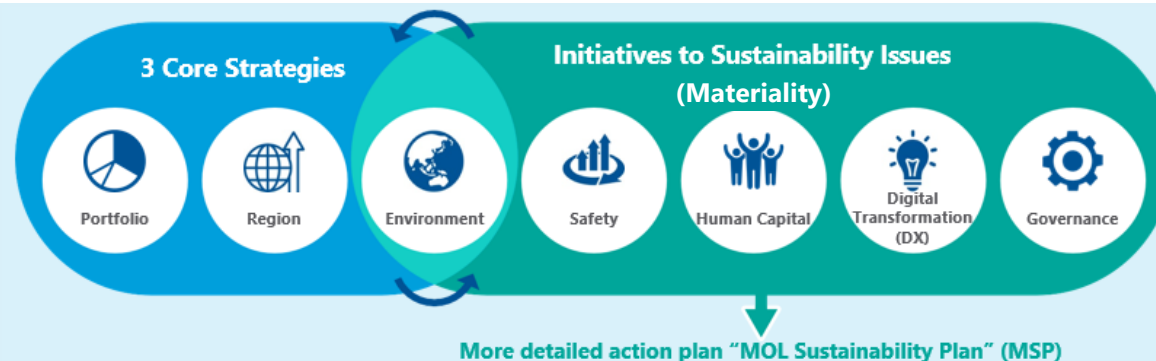 3 Core Strategies
Initiatives to Sustainability Issues
(Materiality)
Portfolio
Region
Environment
Safety
Human Capital
Digital
Transformation
(DX)
Governance
More detailed action plan “MOL Sustainability Plan” (MSP)